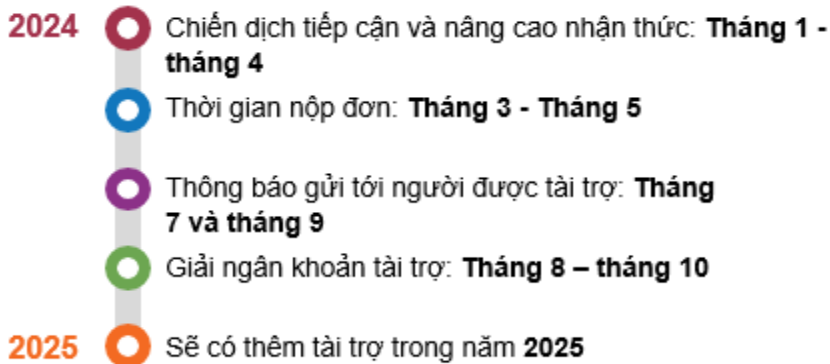 2024
Chiến dịch tiếp cận và nâng cao nhận thức: Tháng 1 -
tháng 4
Thời gian nộp đơn: Tháng 3 - Tháng 5
Thông báo gửi tới người được tài trợ: Tháng
7 và tháng 9
Giải ngân khoản tài trợ: Tháng 8 – tháng 10
2025
Sẽ có thêm tài trợ trong năm 2025